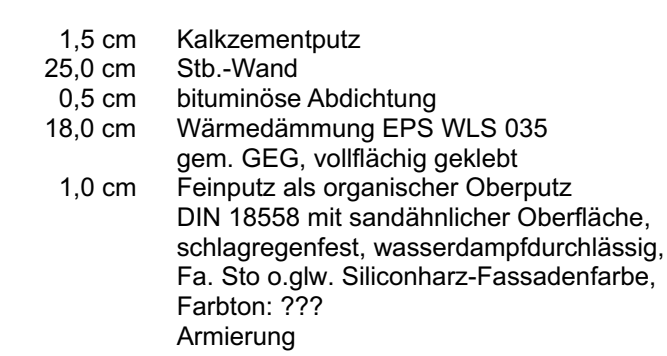 1,5 cm Kalkzementputz
25,0 cm Stb.-Wand
0,5 cm bituminöse Abdichtung
18,0 cm Wärmedämmung EPS WLS 035
gem. GEG, vollflächig geklebt
1,0 cm Feinputz als organischer Oberputz
DIN 18558 mit sandähnlicher Oberfläche,
schlagregenfest, wasserdampfdurchlässig,
Fa. Sto o.glw. Siliconharz-Fassadenfarbe,
Farbton: ???
Armierung